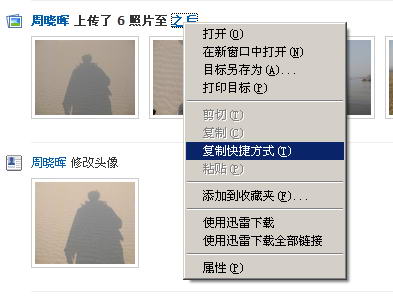 周晓晖 上传了 6 照片至
打开(O)
在新窗口中打开(N)
目标另存为(A)...
打印目标(P)
剪切(T)
复制(C)
复制快捷方式(T)
粘贴(P)
添加到收藏夹(F)...
使用迅雷下载
使用迅雷下载全部链接
属性(P)
周晓晖 修改头像